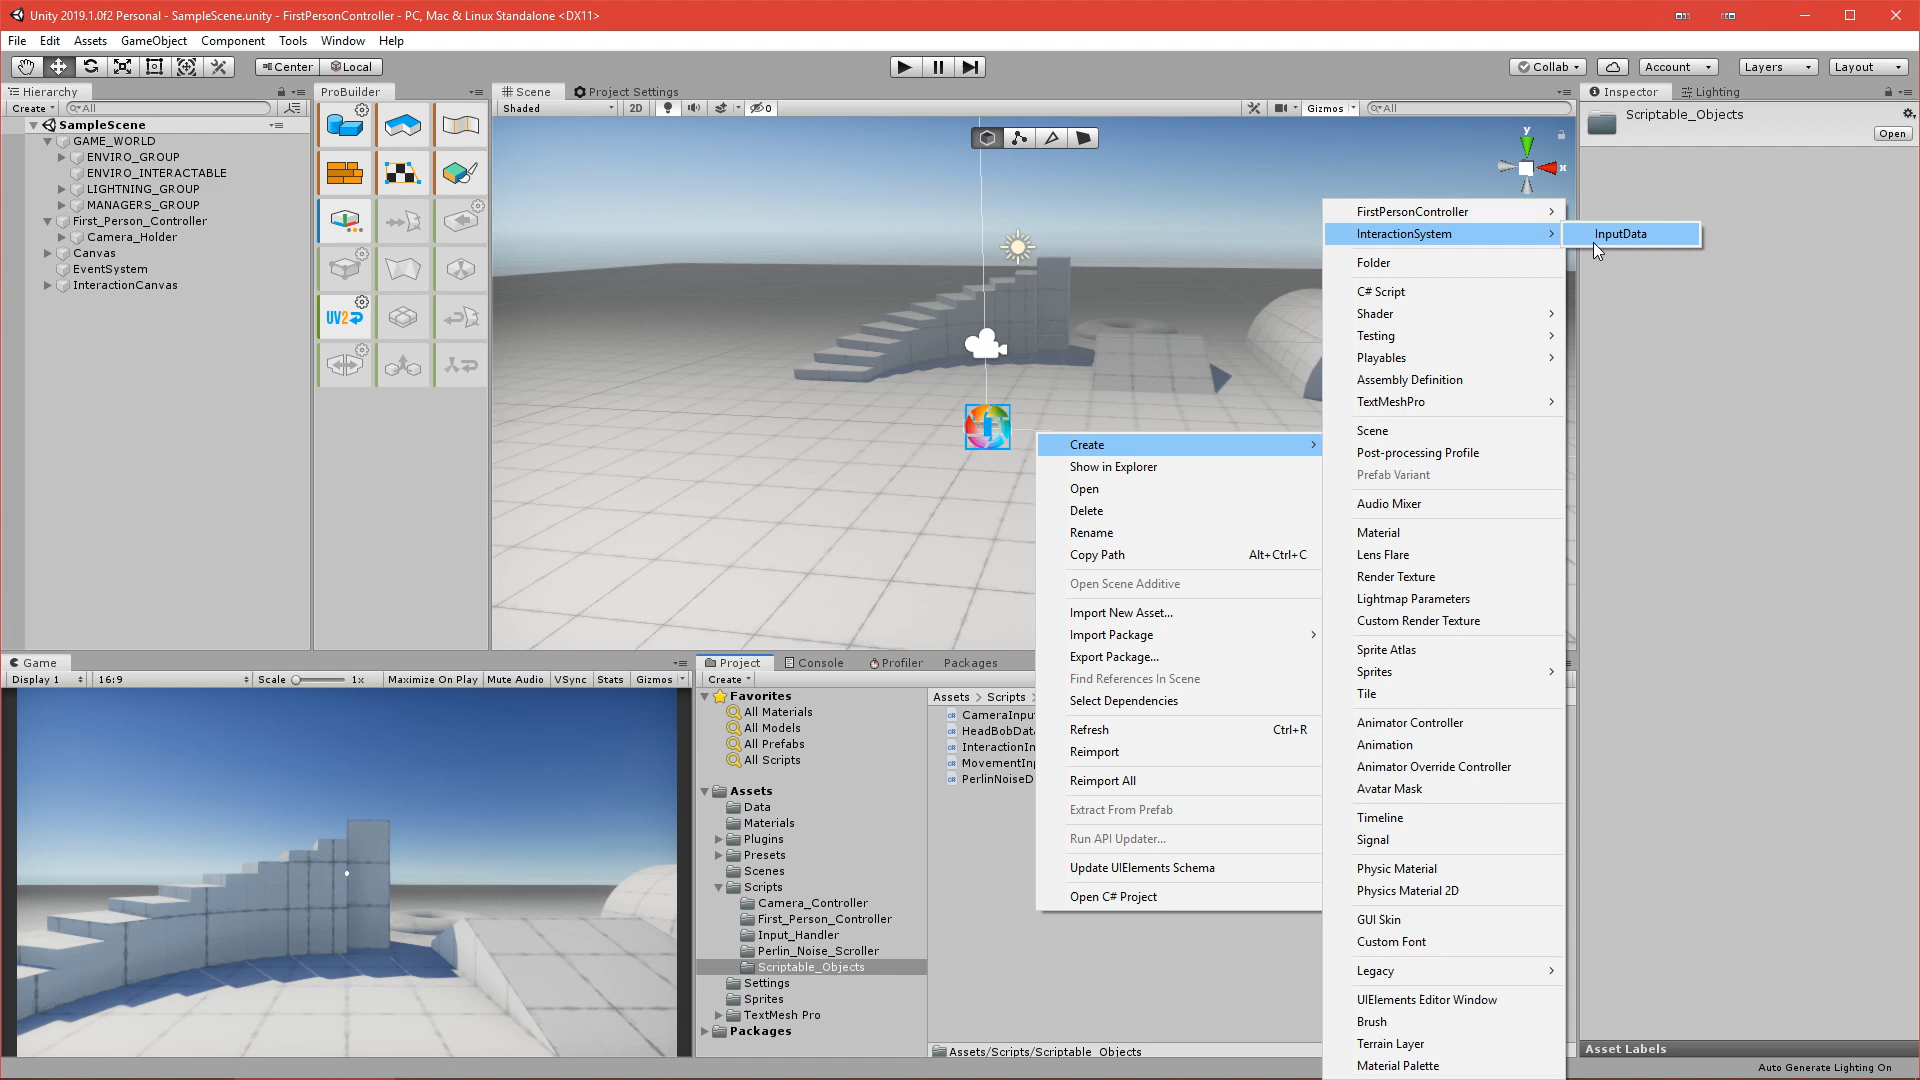 Unity 2019.1.0f2 Personal - SampleScene.unity - FirstPersonController - PC, Mac & Linux Standalone <DX11>
File Edit Assets GameObject Component Tools Window Help
Center Local
Collab Account Layers Layout
Hierarchy
Create All
SampleScene
GAME_WORLD
ENVIRO_GROUP
ENVIRO_INTERACTABLE
LIGHTNING_GROUP
MANAGERS_GROUP
First_Person_Controller
Camera_Holder
Canvas
EventSystem
InteractionCanvas
ProBuilder
UV2
Scene Project Settings
Shaded 2D 0 Gizmos All
y
x
Inspector Lighting
Scriptable_Objects
Open
Create
Show in Explorer
Open
Delete
Rename
Copy Path Alt+Ctrl+C
Open Scene Additive
Import New Asset...
Import Package
Export Package...
Find References In Scene
Select Dependencies
Refresh Ctrl+R
Reimport
Reimport All
Extract From Prefab
Run API Updater...
Update UIElements Schema
Open C# Project
FirstPersonController
InteractionSystem
Folder
C# Script
Shader
Testing
Playables
Assembly Definition
TextMeshPro
Scene
Post-processing Profile
Prefab Variant
Audio Mixer
Material
Lens Flare
Render Texture
Lightmap Parameters
Custom Render Texture
Sprite Atlas
Sprites
Tile
Animator Controller
Animation
Animator Override Controller
Avatar Mask
Timeline
Signal
Physic Material
Physics Material 2D
GUI Skin
Custom Font
Legacy
UIElements Editor Window
Brush
Terrain Layer
Material Palette
InputData
Game
Display 1 16:9 Scale 1x Maximize On Play Mute Audio VSync Stats Gizmos
Project Console Profiler Packages
Create
Favorites
All Materials
All Models
All Prefabs
All Scripts
Assets
Data
Materials
Plugins
Presets
Scenes
Scripts
Camera_Controller
First_Person_Controller
Input_Handler
Perlin_Noise_Scroller
Scriptable_Objects
Settings
Sprites
TextMesh Pro
Packages
Assets > Scripts >
CameraInpu
HeadBobData
InteractionIn
MovementInp
PerlinNoiseD
Assets/Scripts/Scriptable_Objects
Asset Labels
Auto Generate Lighting On